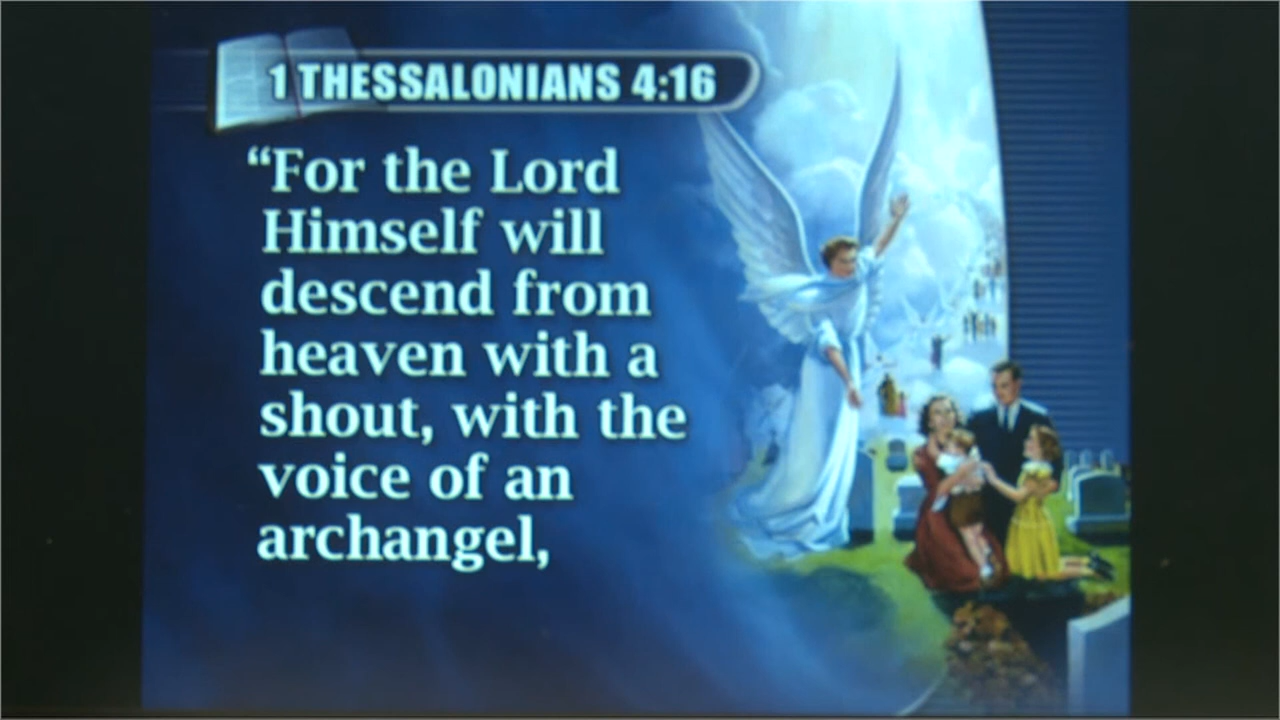 1 THESSALONIANS 4:16
“For the Lord
Himself will
descend from
heaven with a
shout, with the
voice of an
archangel,